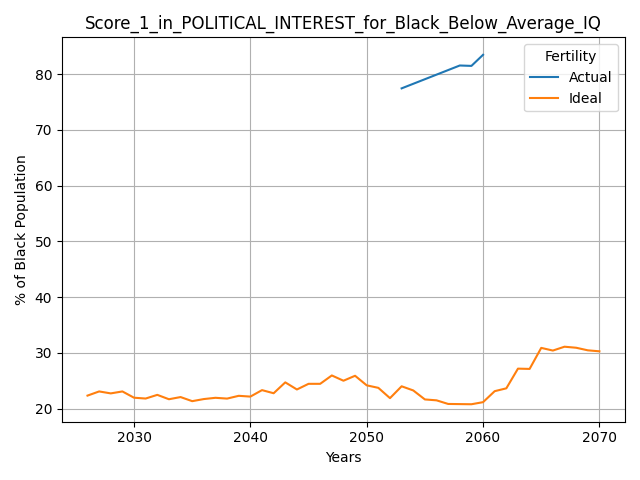 Score_1_in_POLITICAL_INTEREST_for_Black_Below_Average_IQ
Fertility
Actual
Ideal
% of Black Population
80
70
60
50
40
30
20
2030
2040
2050
2060
2070
Years